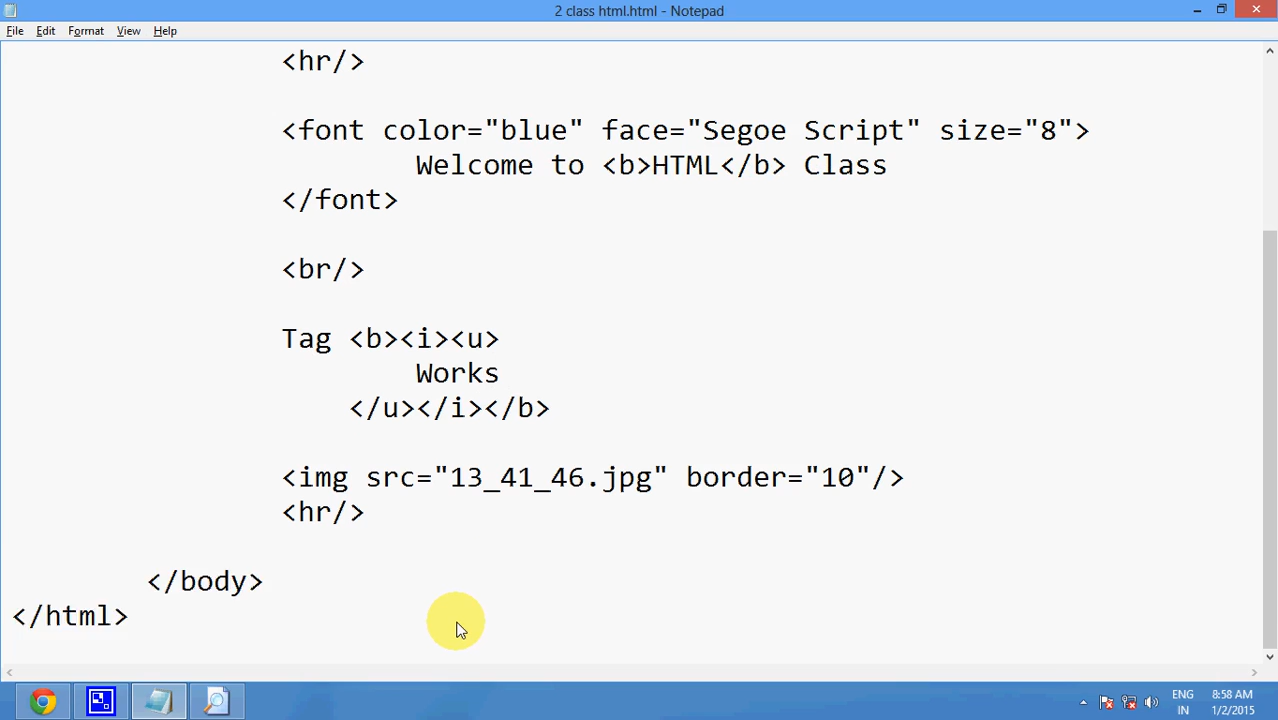 2 class html.html - Notepad
File Edit Format View Help
<hr/>
<font color="blue" face="Segoe Script" size="8">
Welcome to <b>HTML</b> Class
</font>
<br/>
Tag <b><i><u>
Works
</u></i></b>
<img src="13_41_46.jpg" border="10"/>
<hr/>
</body>
</html>
ENG 8:58 AM
IN 1/2/2015